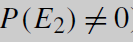 P(E₂) ≠ 0